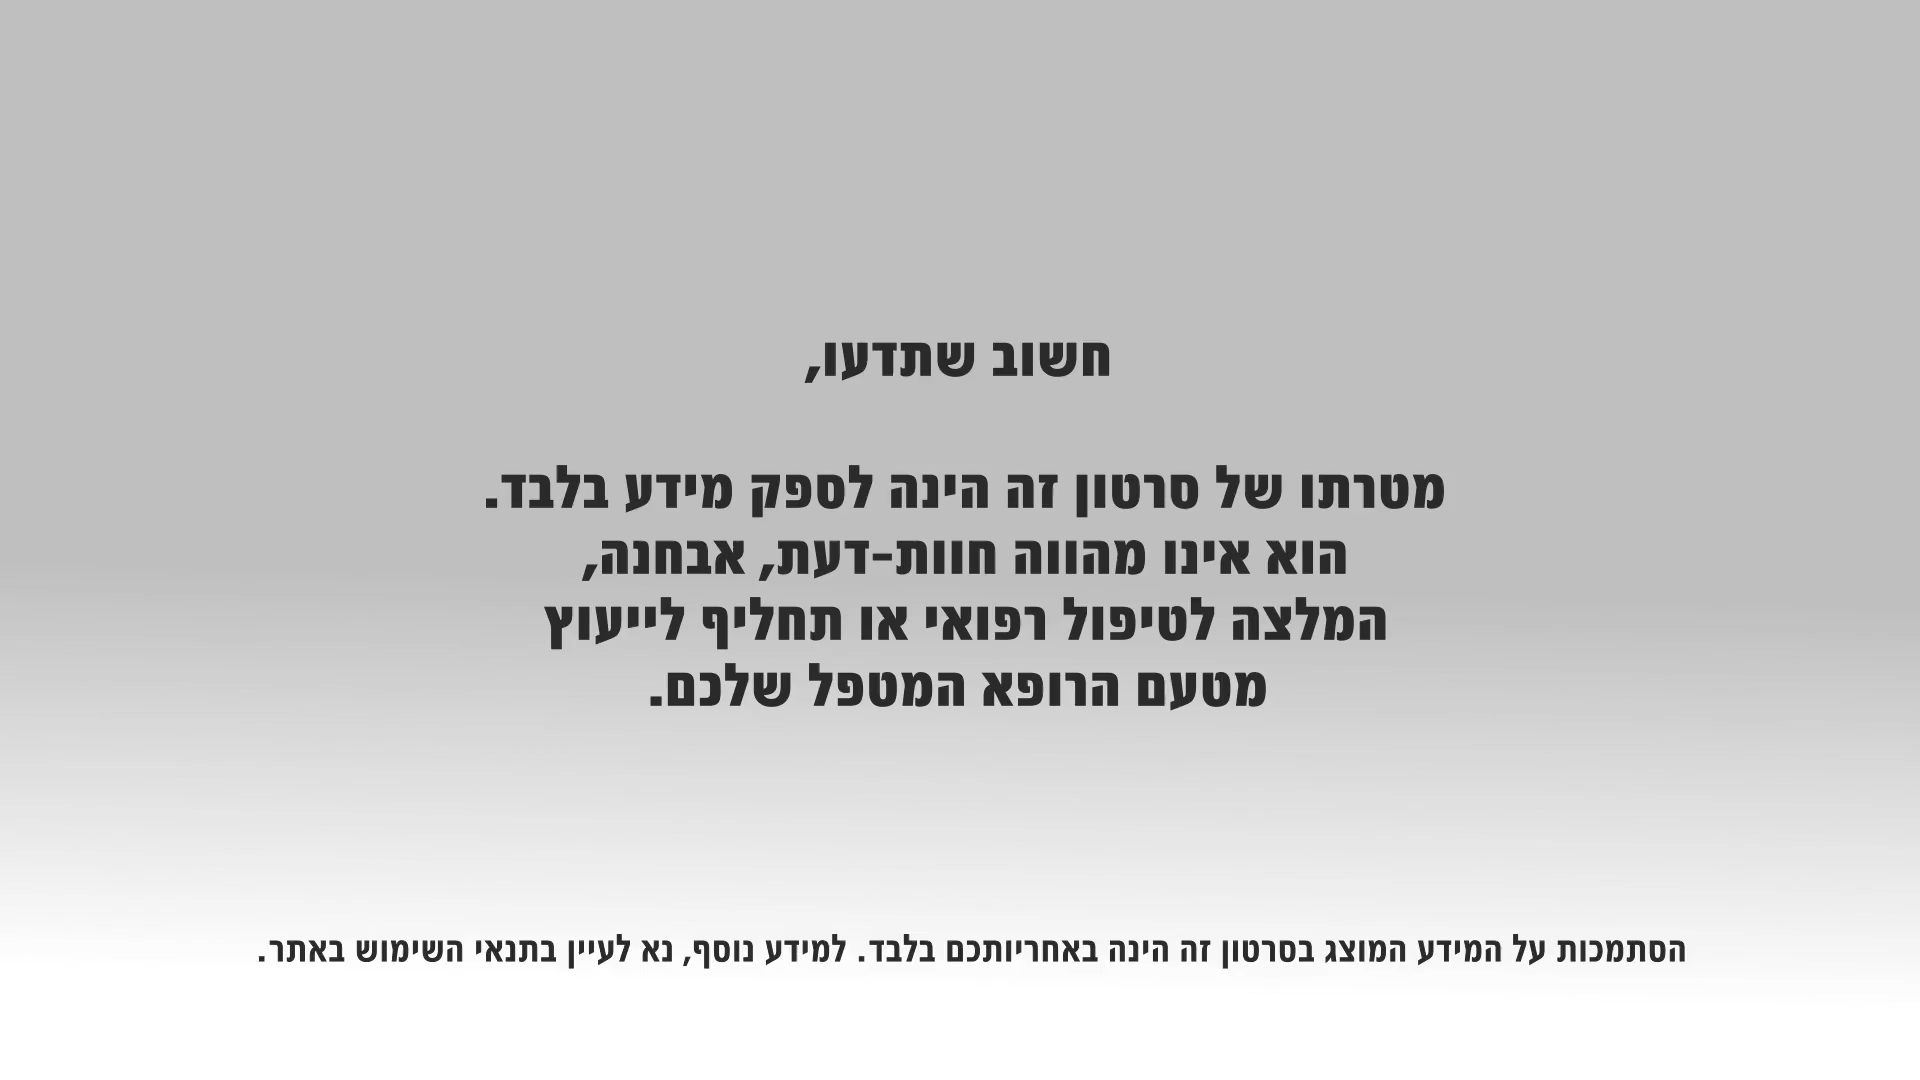 חשוב שתדעו,
מטרתו של סרטון זה הינה לספק מידע בלבד.
הוא אינו מהווה חוות-דעת, אבחנה,
המלצה לטיפול רפואי או תחליף לייעוץ
מטעם הרופא המטפל שלכם.
הסתמכות על המידע המוצג בסרטון זה הינה באחריותכם בלבד. למידע נוסף, נא לעיין בתנאי השימוש באתר.